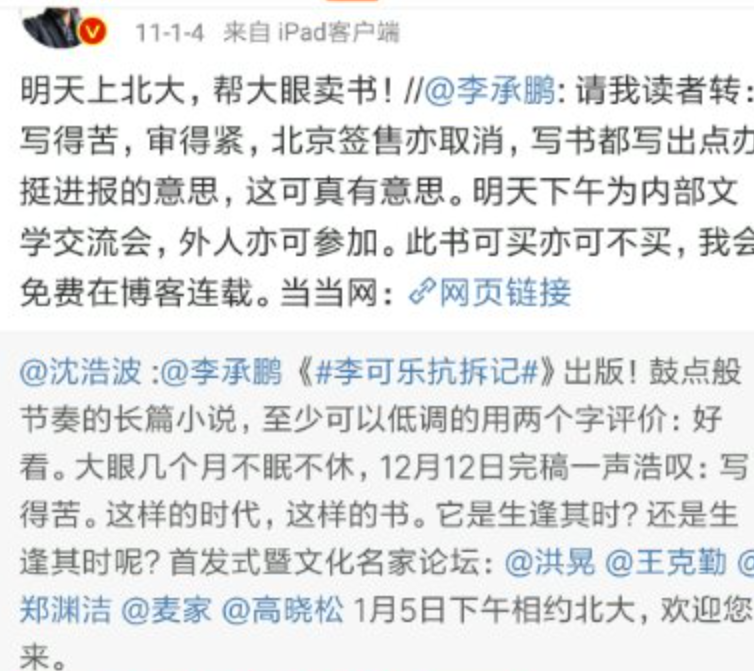 11-1-4 来自 iPad客户端
明天上北大，帮大眼卖书！//@李承鹏: 请我读者转:
写得苦，审得紧，北京签售亦取消，写书都写出点办
挺进报的意思，这可真有意思。明天下午为内部文
学交流会，外人亦可参加。此书可买亦可不买，我会
免费在博客连载。当当网： 网页链接
@沈浩波 :@李承鹏 《#李可乐抗拆记#》出版！鼓点般
节奏的长篇小说，至少可以低调的用两个字评价：好
看。大眼几个月不眠不休，12月12日完稿一声浩叹：写
得苦。这样的时代，这样的书。它是生逢其时？还是生
逢其时呢？首发式暨文化名家论坛：@洪晃 @王克勤 @
郑渊洁 @麦家 @高晓松 1月5日下午相约北大，欢迎您
来。